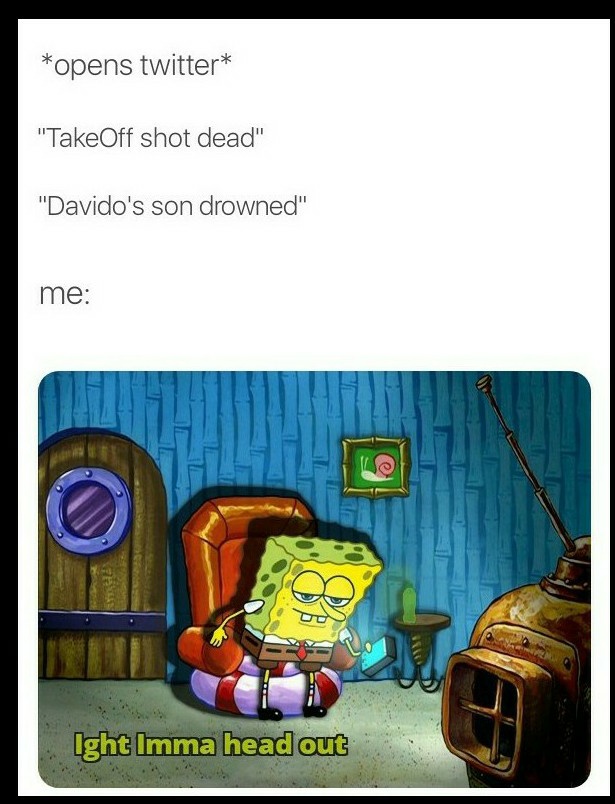 *opens twitter*
"TakeOff shot dead"
"Davido's son drowned"
me:
Ight Imma head out